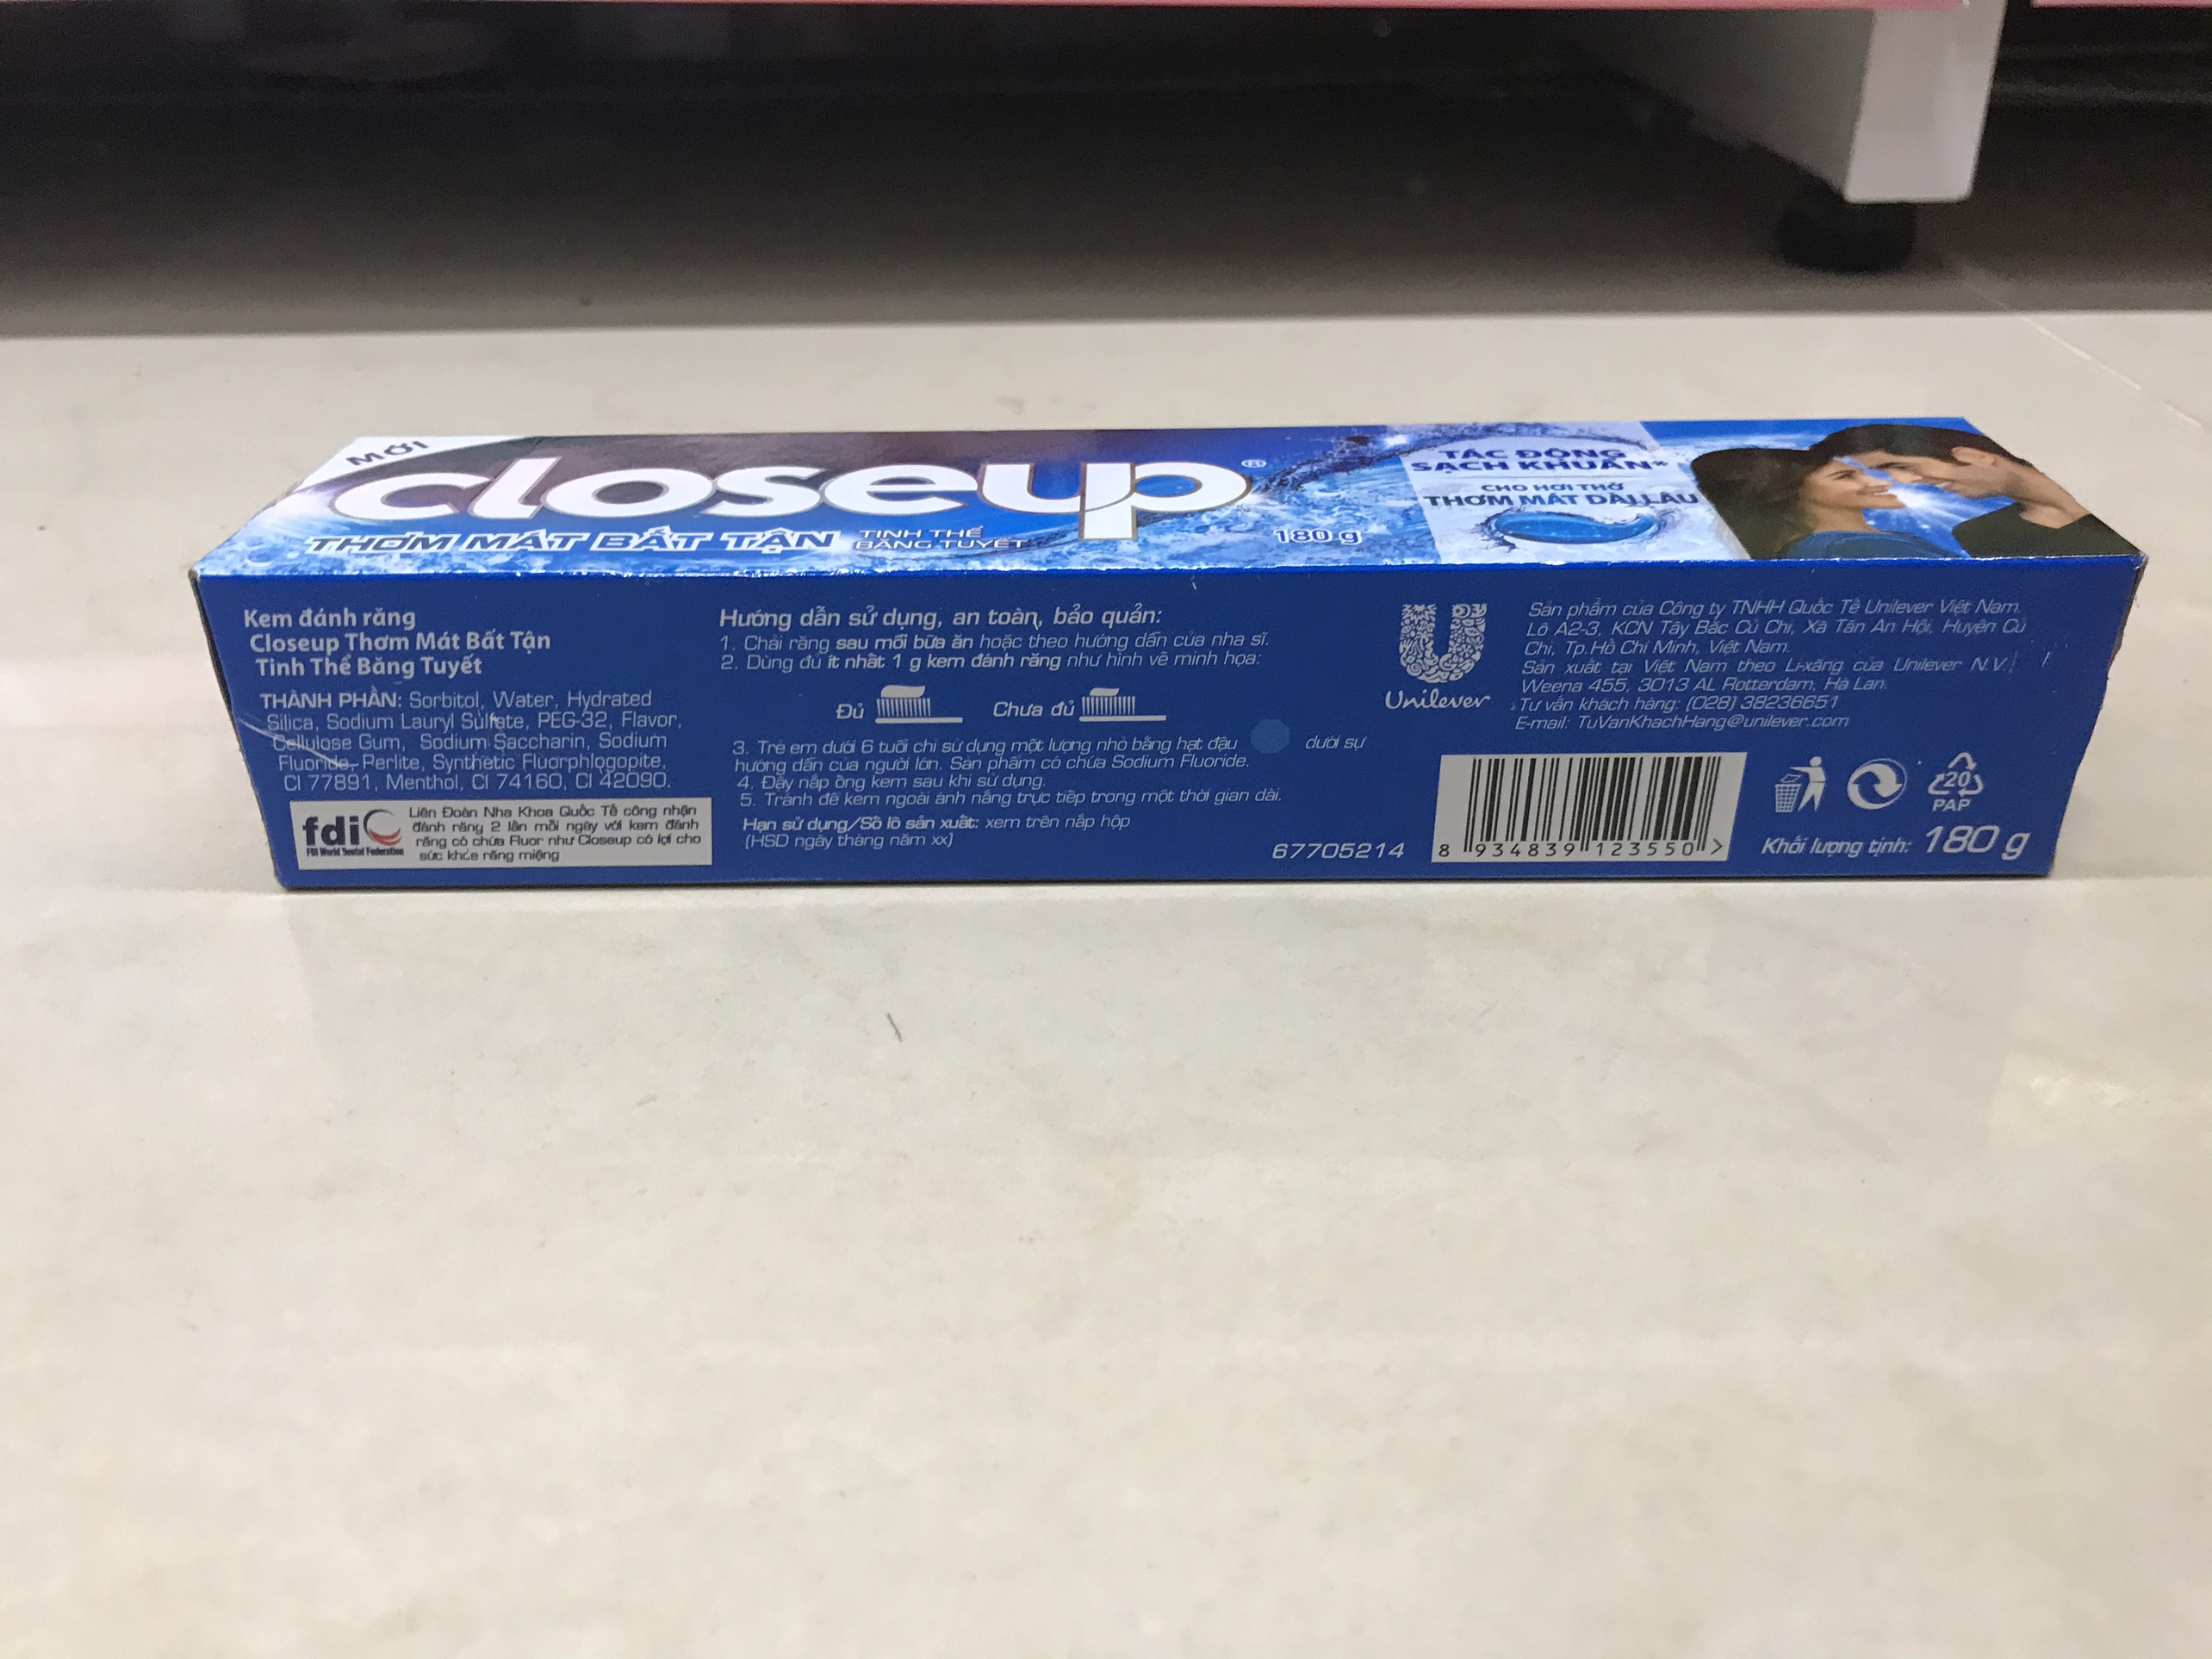 MỚI
closeup®
THƠM MÁT BẤT TẬN
TINH THỂ
BĂNG TUYẾT
180 g
TÁC ĐỘNG
SẠCH KHUẨN*
CHO HƠI THỞ
THƠM MÁT DÀI LÂU
Kem đánh răng
Closeup Thơm Mát Bất Tận
Tinh Thể Băng Tuyết
THÀNH PHẦN: Sorbitol, Water, Hydrated
Silica, Sodium Lauryl Sulfate, PEG-32, Flavor,
Cellulose Gum, Sodium Saccharin, Sodium
Fluoride, Perlite, Synthetic Fluorphlogopite,
CI 77891, Menthol, CI 74160, CI 42090.
fdi
FDI World Dental Federation
Liên Đoàn Nha Khoa Quốc Tế công nhận
đánh răng 2 lần mỗi ngày với kem đánh
răng có chứa Fluor như Closeup có lợi cho
sức khỏe răng miệng
Hướng dẫn sử dụng, an toàn, bảo quản:
1. Chải răng sau mỗi bữa ăn hoặc theo hướng dẫn của nha sĩ.
2. Dùng đủ ít nhất 1 g kem đánh răng như hình vẽ minh họa:
Đủ
Chưa đủ
3. Trẻ em dưới 6 tuổi chỉ sử dụng một lượng nhỏ bằng hạt đậu dưới sự
hướng dẫn của người lớn. Sản phẩm có chứa Sodium Fluoride.
4. Đậy nắp ống kem sau khi sử dụng.
5. Tránh để kem ngoài ánh nắng trực tiếp trong một thời gian dài.
Hạn sử dụng/Số lô sản xuất: xem trên nắp hộp
(HSD ngày tháng năm xx)
67705214
Unilever
Sản phẩm của Công ty TNHH Quốc Tế Unilever Việt Nam.
Lô A2-3, KCN Tây Bắc Củ Chi, Xã Tân An Hội, Huyện Củ
Chi, Tp.Hồ Chí Minh, Việt Nam.
Sản xuất tại Việt Nam theo Li-xăng của Unilever N.V.,
Weena 455, 3013 AL Rotterdam, Hà Lan.
Tư vấn khách hàng: (028) 38236651
E-mail: TuVanKhachHang@unilever.com
8 934839 123550 >
20
PAP
Khối lượng tịnh: 180 g